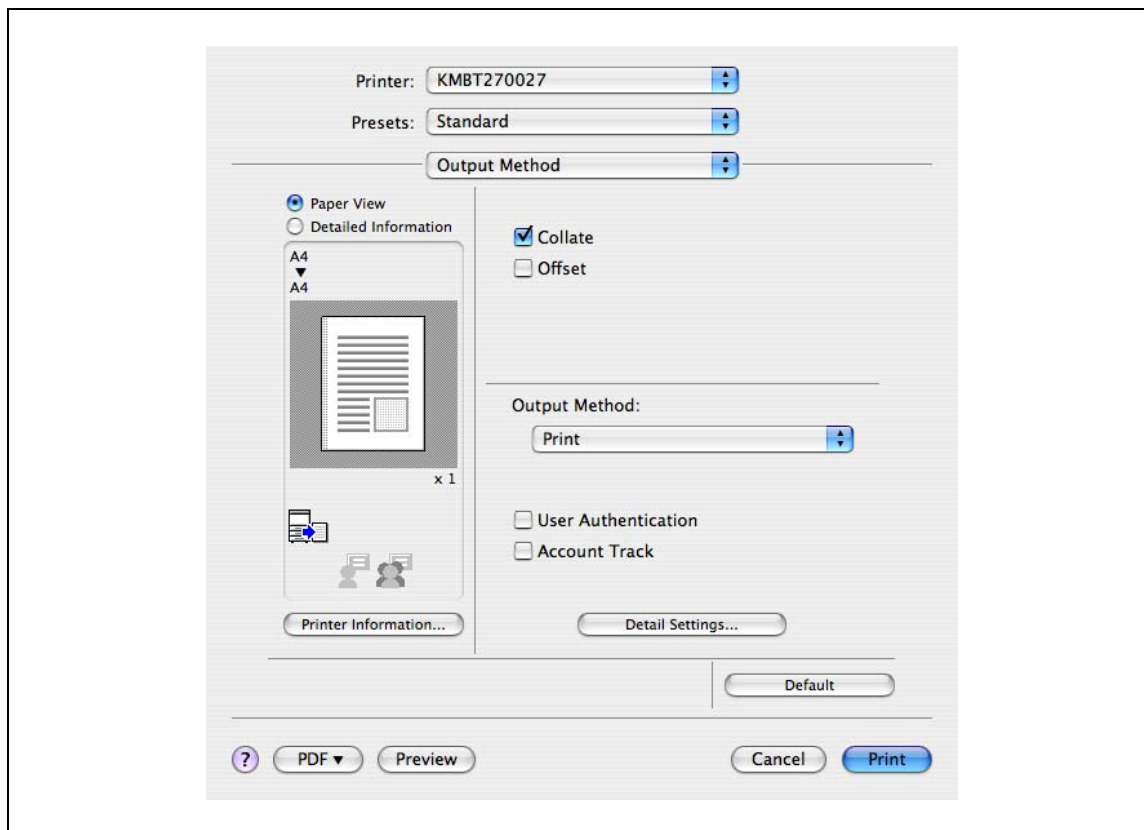 Printer: KMBT270027
Presets: Standard
Output Method
Paper View
Detailed Information
A4
A4
x 1
Printer Information...
Collate
Offset
Output Method:
Print
User Authentication
Account Track
Detail Settings...
Default
? PDF Preview Cancel Print